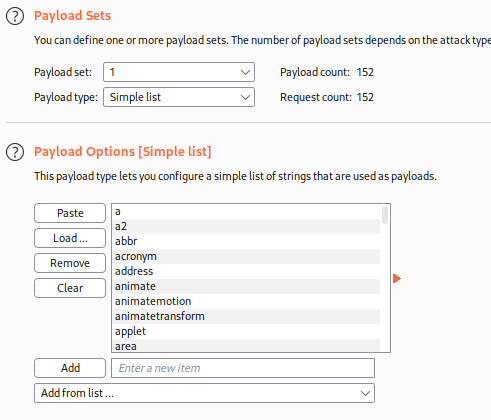 Payload Sets
You can define one or more payload sets. The number of payload sets depends on the attack type
Payload set: 1 Payload count: 152
Payload type: Simple list Request count: 152
Payload Options [Simple list]
This payload type lets you configure a simple list of strings that are used as payloads.
Paste
Load ...
Remove
Clear
a
a2
abbr
acronym
address
animate
animatemotion
animatetransform
applet
area
Add Enter a new item
Add from list ...